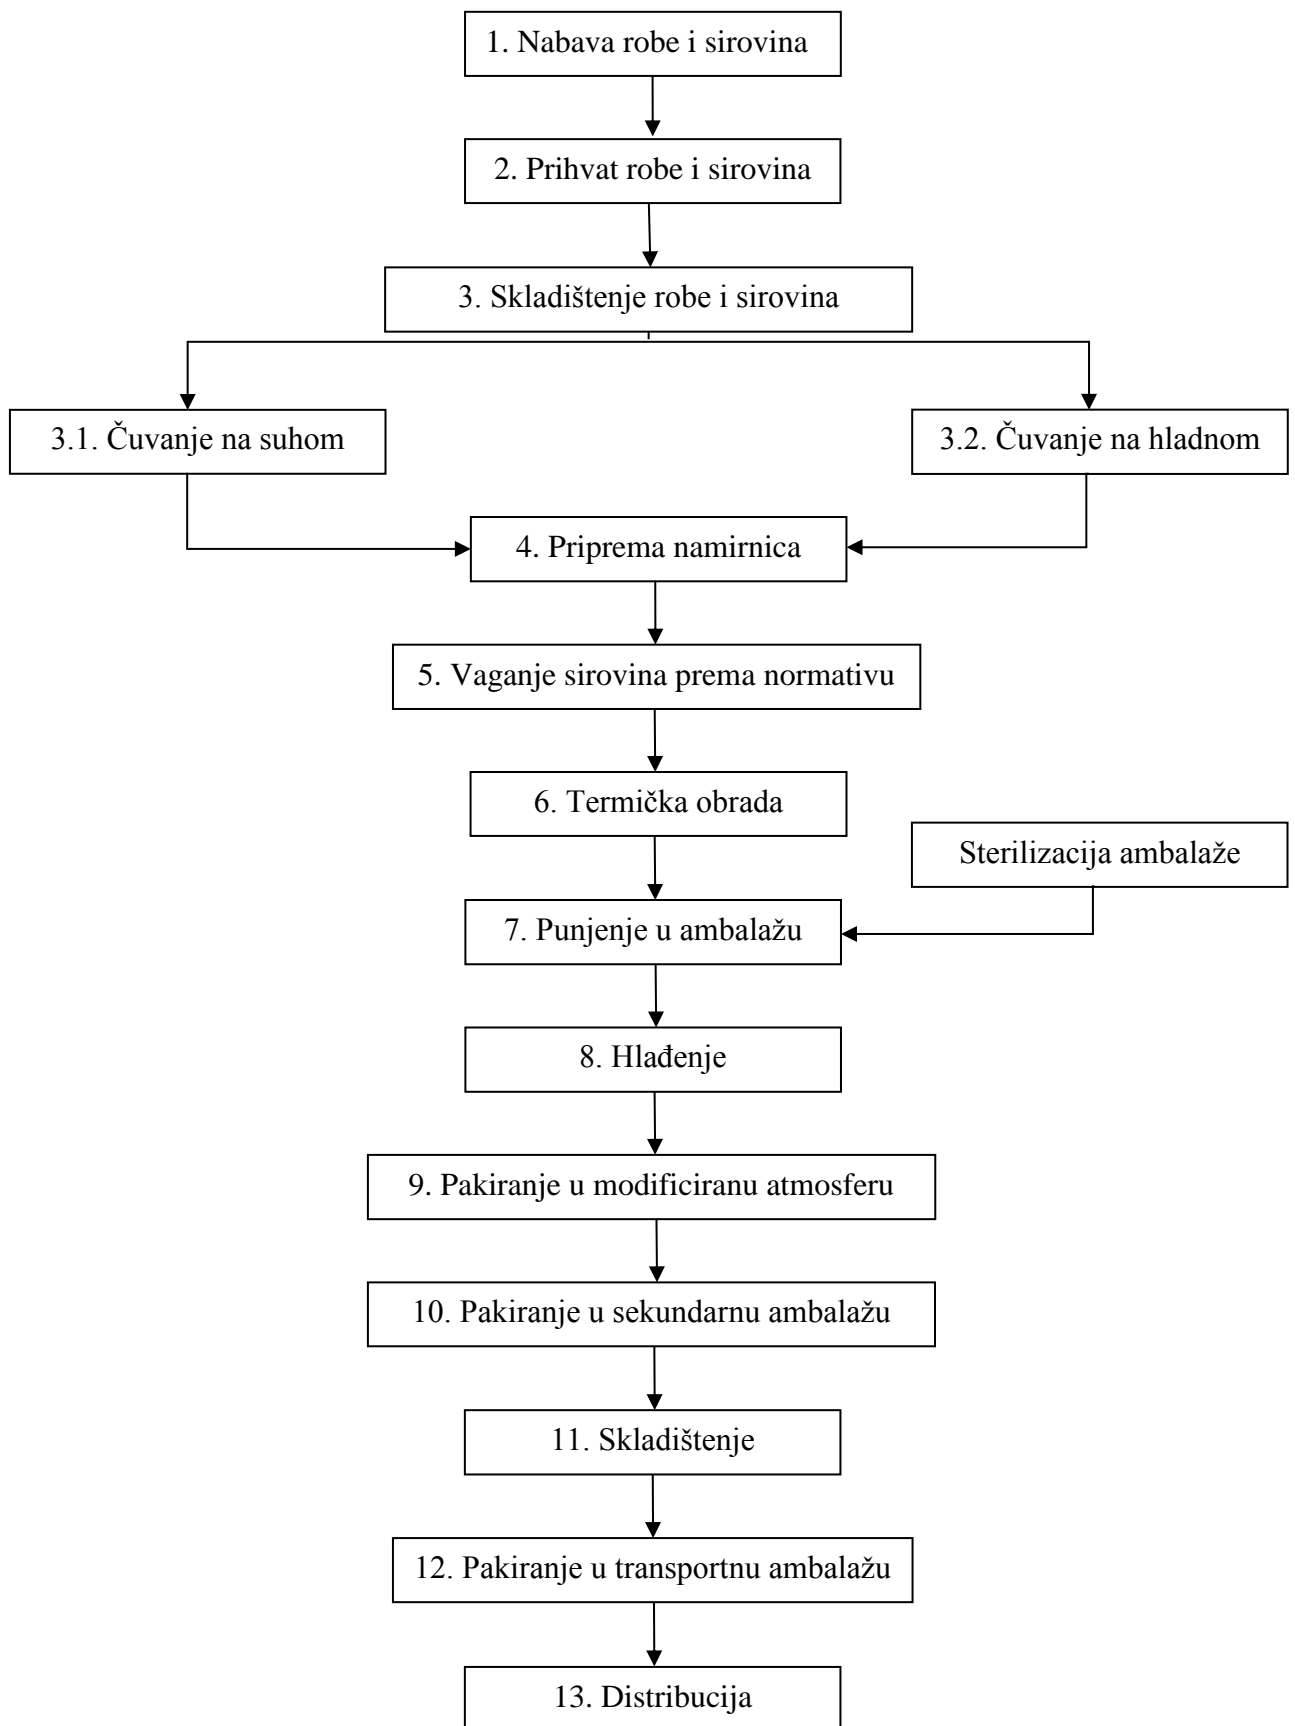 1. Nabava robe i sirovina
2. Prihvat robe i sirovina
3. Skladištenje robe i sirovina
3.1. Čuvanje na suhom
3.2. Čuvanje na hladnom
4. Priprema namirnica
5. Vaganje sirovina prema normativu
6. Termička obrada
Sterilizacija ambalaže
7. Punjenje u ambalažu
8. Hlađenje
9. Pakiranje u modificiranu atmosferu
10. Pakiranje u sekundarnu ambalažu
11. Skladištenje
12. Pakiranje u transportnu ambalažu
13. Distribucija